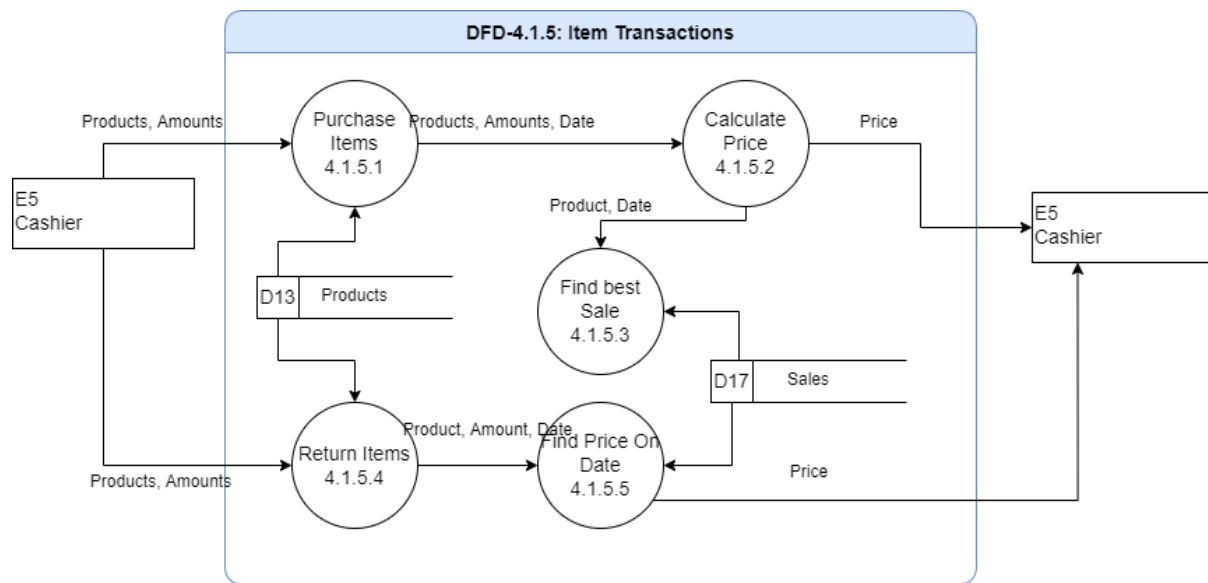 DFD-4.1.5: Item Transactions
Products, Amounts
Purchase
Items
4.1.5.1
Products, Amounts, Date
Calculate
Price
4.1.5.2
Price
E5
Cashier
E5
Cashier
Product, Date
D13
Products
Find best
Sale
4.1.5.3
D17
Sales
Products, Amounts
Return Items
4.1.5.4
Product, Amount, Date
Find Price On
Date
4.1.5.5
Price